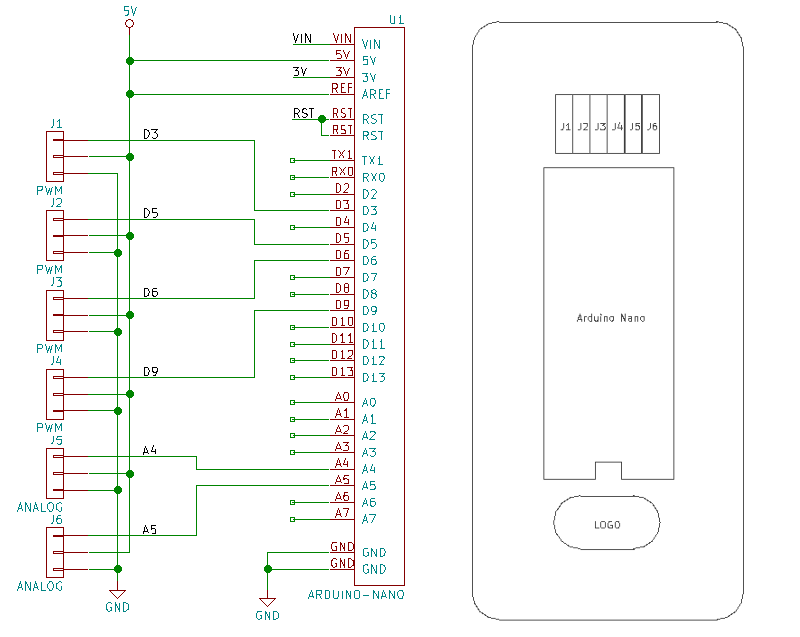 5V
J1
D3
PWM
J2
D5
PWM
J3
D6
PWM
J4
D9
PWM
J5
A4
ANALOG
J6
A5
ANALOG
GND
U1
VIN VIN VIN
5V 5V
3V 3V 3V
REF AREF
RST RST RST
RST RST
TX1 TX1
RX0 RX0
D2 D2
D3 D3
D4 D4
D5 D5
D6 D6
D7 D7
D8 D8
D9 D9
D10 D10
D11 D11
D12 D12
D13 D13
A0 A0
A1 A1
A2 A2
A3 A3
A4 A4
A5 A5
A6 A6
A7 A7
GND GND
GND GND
ARDUINO-NANO
GND
J1 J2 J3 J4 J5 J6
Arduino Nano
LOGO